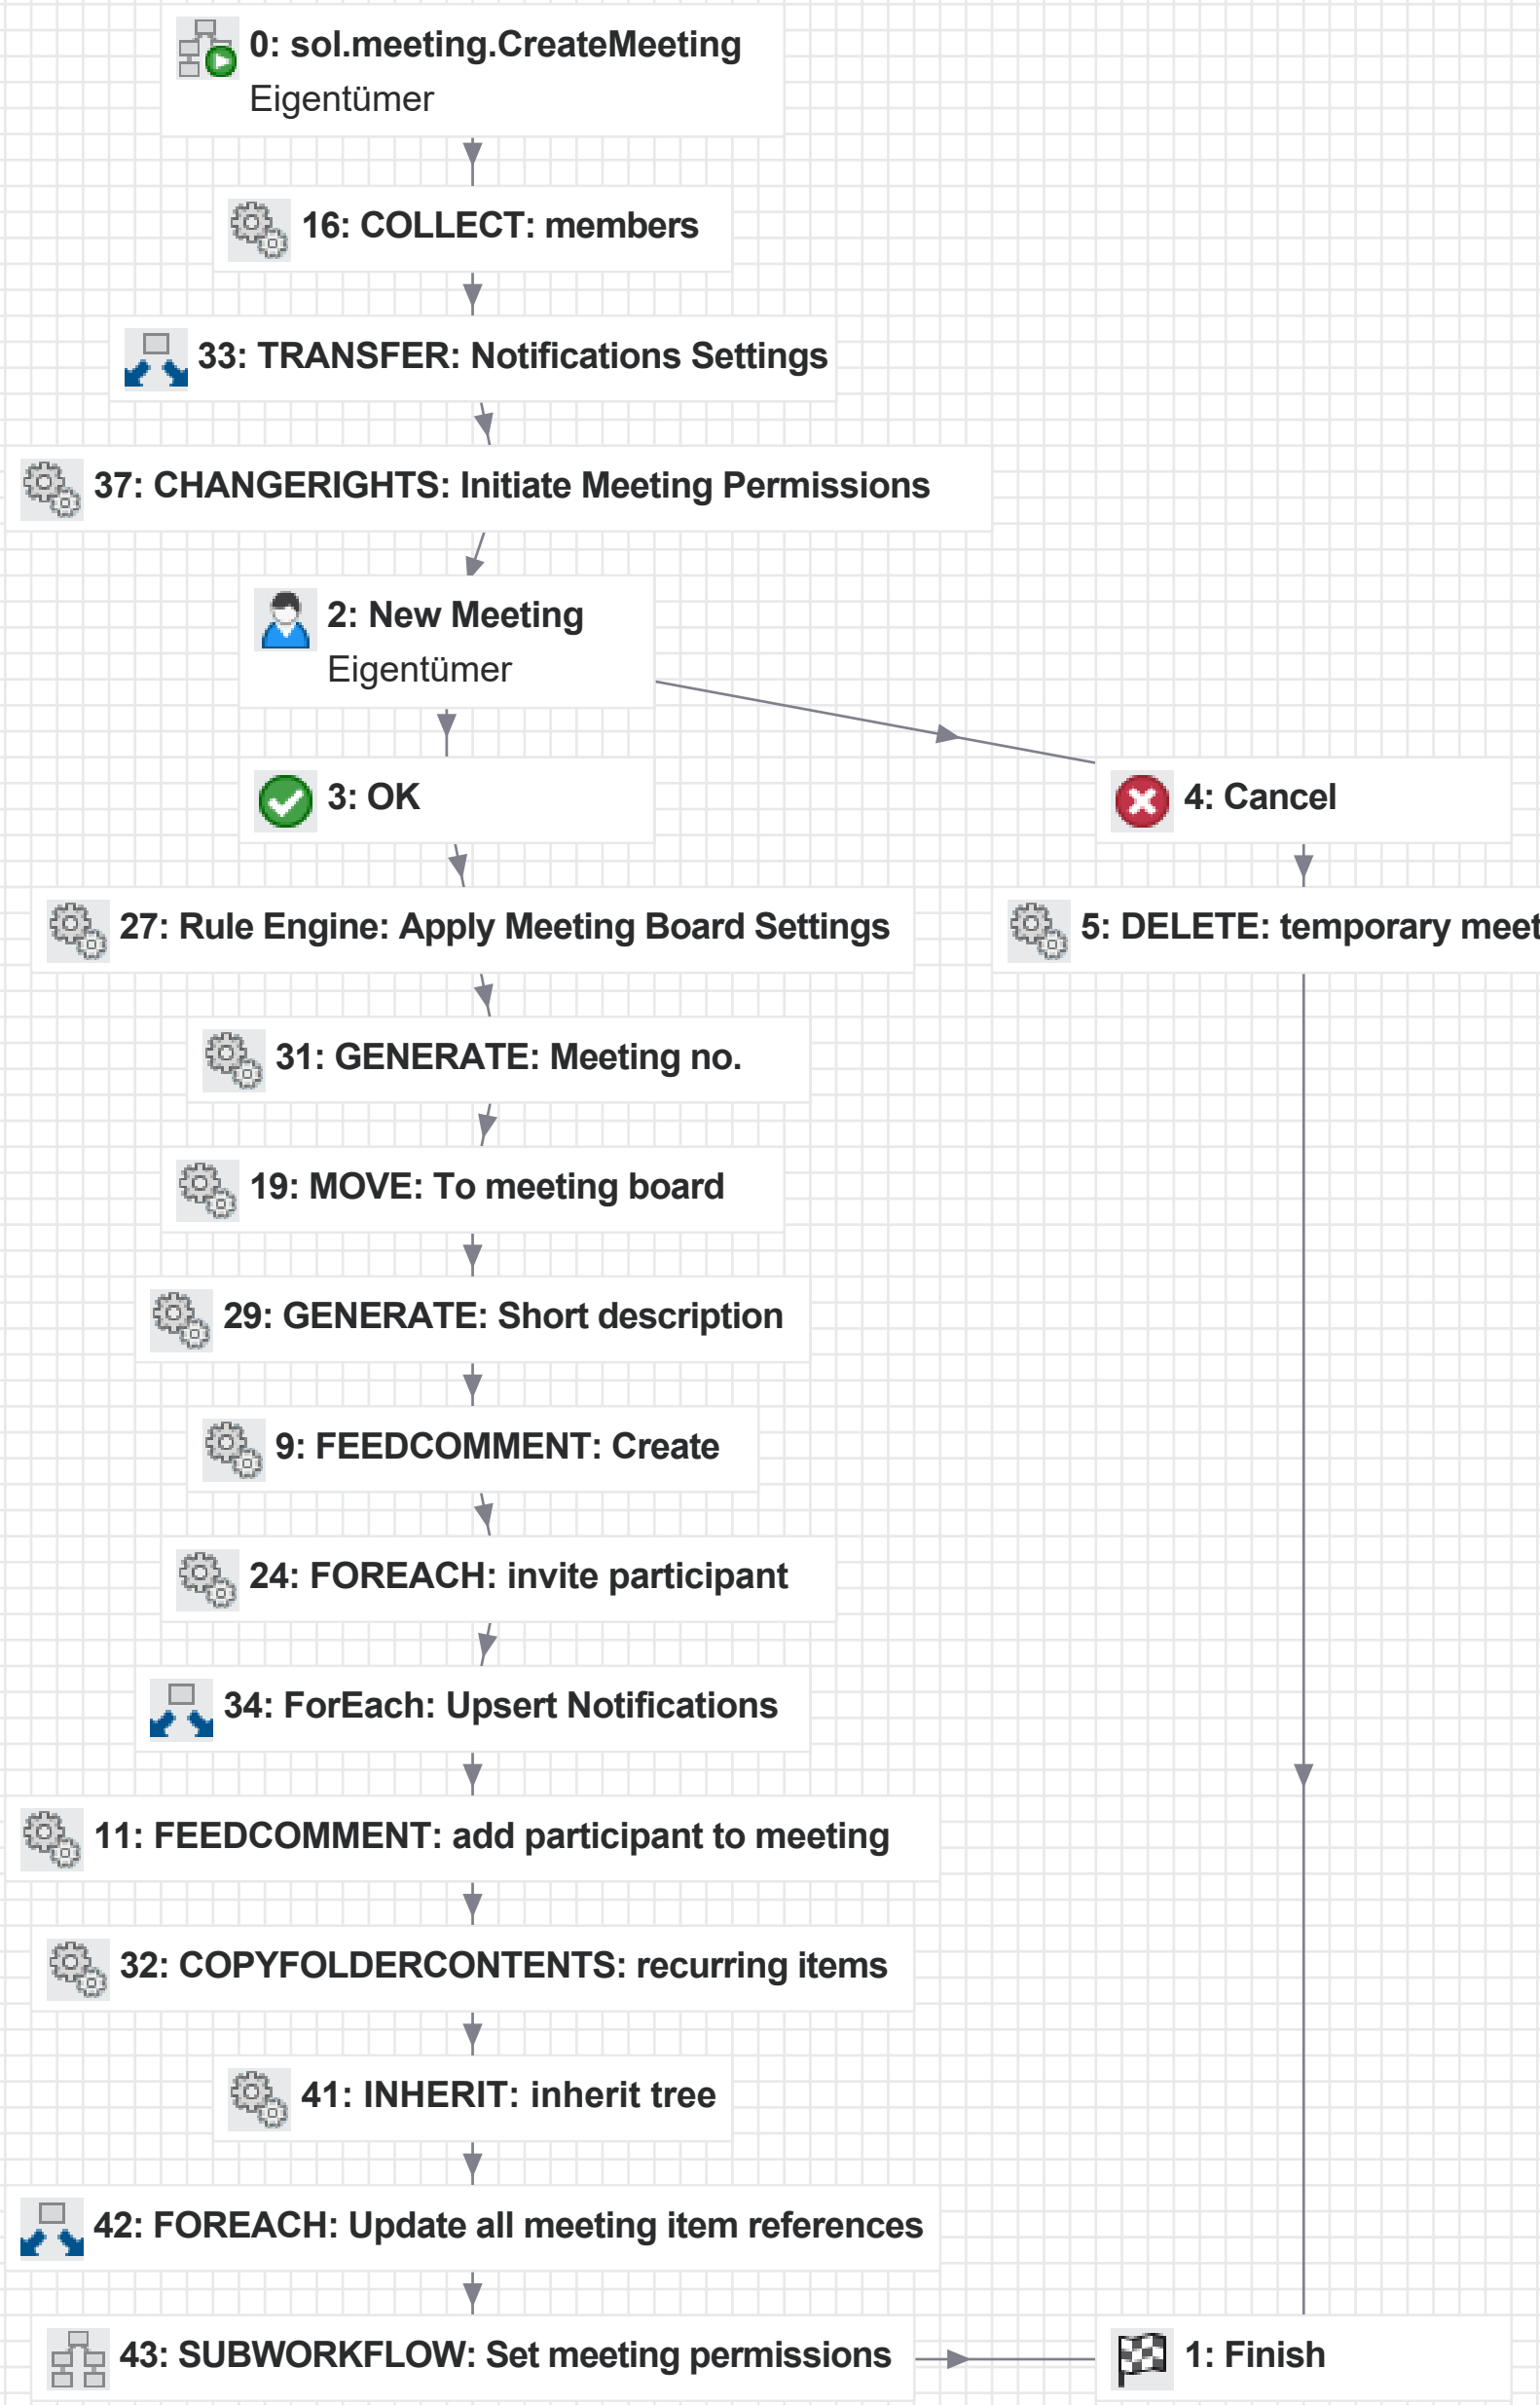 0: sol.meeting.CreateMeeting
Eigentümer
16: COLLECT: members
33: TRANSFER: Notifications Settings
37: CHANGERIGHTS: Initiate Meeting Permissions
2: New Meeting
Eigentümer
3: OK
4: Cancel
27: Rule Engine: Apply Meeting Board Settings
5: DELETE: temporary meet
31: GENERATE: Meeting no.
19: MOVE: To meeting board
29: GENERATE: Short description
9: FEEDCOMMENT: Create
24: FOREACH: invite participant
34: ForEach: Upsert Notifications
11: FEEDCOMMENT: add participant to meeting
32: COPYFOLDERCONTENTS: recurring items
41: INHERIT: inherit tree
42: FOREACH: Update all meeting item references
43: SUBWORKFLOW: Set meeting permissions
1: Finish